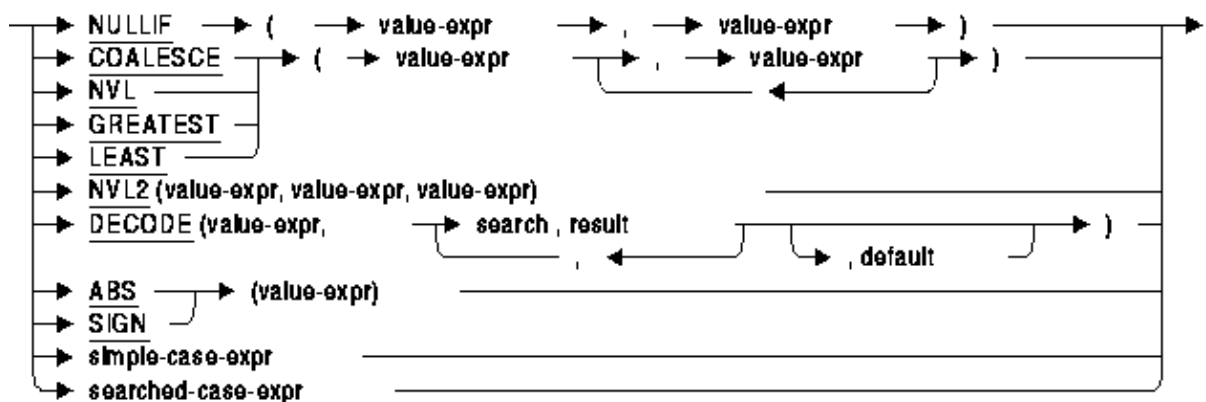 NULLIF ( value-expr , value-expr )
COALESCE ( value-expr , value-expr )
NVL
GREATEST
LEAST
NVL2 (value-expr, value-expr, value-expr)
DECODE (value-expr, search , result , default )
,
ABS (value-expr)
SIGN
simple-case-expr
searched-case-expr